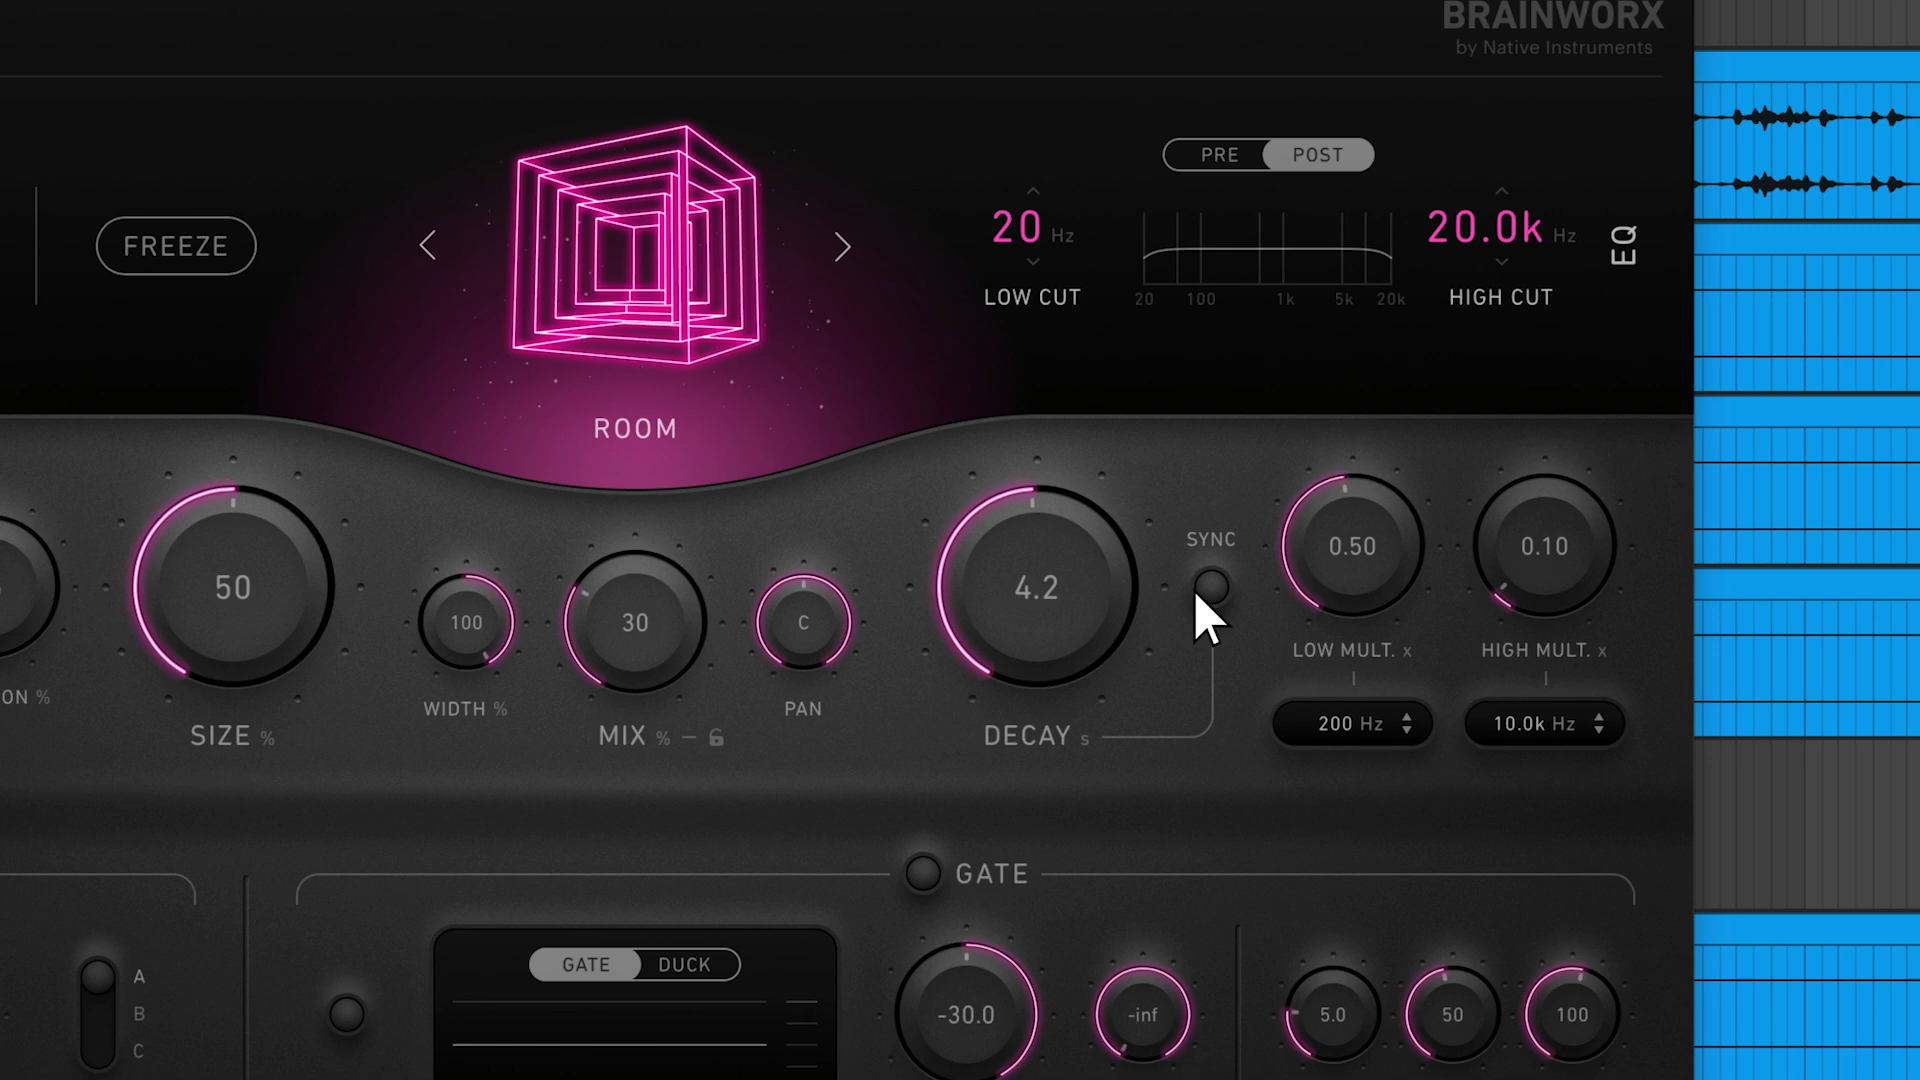 BRAINWORX
by Native Instruments
PRE POST
FREEZE
20 Hz
LOW CUT
20 100 1k 5k 20k
20.0k Hz
HIGH CUT
EQ
ROOM
ON %
50
SIZE %
100
WIDTH %
30
MIX %
C
PAN
4.2
DECAY s
SYNC
0.50
LOW MULT. x
200 Hz
0.10
HIGH MULT. x
10.0k Hz
GATE
A
B
C
GATE DUCK
-30.0
-inf
5.0
50
100